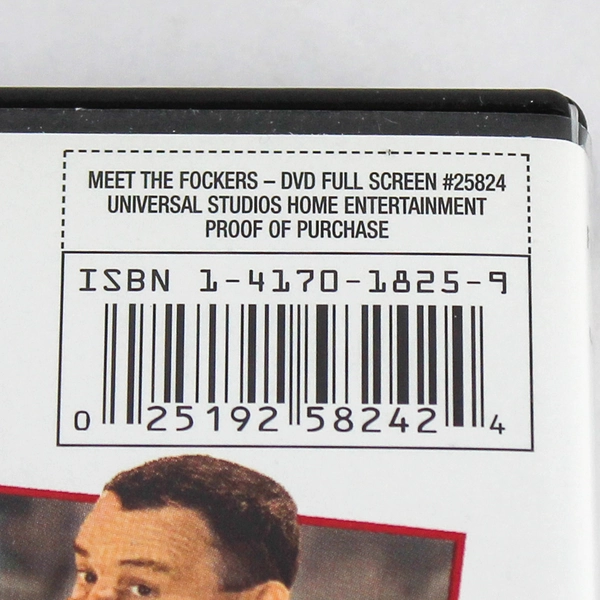 MEET THE FOCKERS – DVD FULL SCREEN #25824
UNIVERSAL STUDIOS HOME ENTERTAINMENT
PROOF OF PURCHASE
ISBN 1-4170-1825-9
0 25192 58242 4